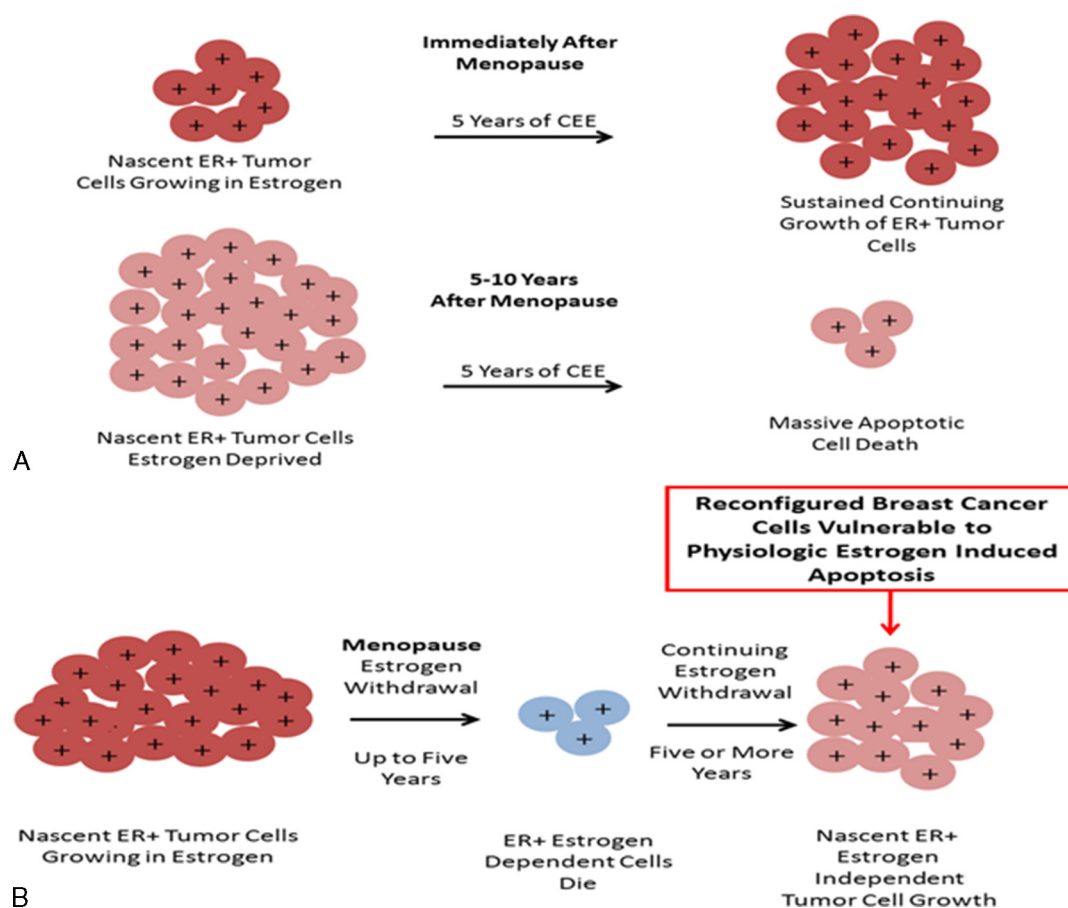 Immediately After
Menopause
5 Years of CEE
Nascent ER+ Tumor
Cells Growing in Estrogen
Sustained Continuing
Growth of ER+ Tumor
Cells
5-10 Years
After Menopause
5 Years of CEE
Nascent ER+ Tumor Cells
Estrogen Deprived
Massive Apoptotic
Cell Death
A
Reconfigured Breast Cancer
Cells Vulnerable to
Physiologic Estrogen Induced
Apoptosis
Menopause
Estrogen
Withdrawal
Up to Five
Years
Continuing
Estrogen
Withdrawal
Five or More
Years
Nascent ER+ Tumor Cells
Growing in Estrogen
ER+ Estrogen
Dependent Cells
Die
Nascent ER+
Estrogen
Independent
Tumor Cell Growth
B